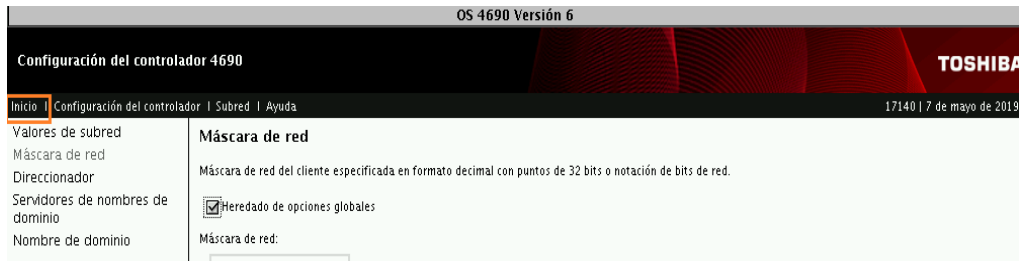 OS 4690 Versión 6
Configuración del controlador 4690
TOSHIBA
Inicio | Configuración del controlador | Subred | Ayuda
17140 | 7 de mayo de 2019
Valores de subred
Máscara de red
Direccionador
Servidores de nombres de
dominio
Nombre de dominio
Máscara de red
Máscara de red del cliente especificada en formato decimal con puntos de 32 bits o notación de bits de red.
Heredado de opciones globales
Máscara de red: